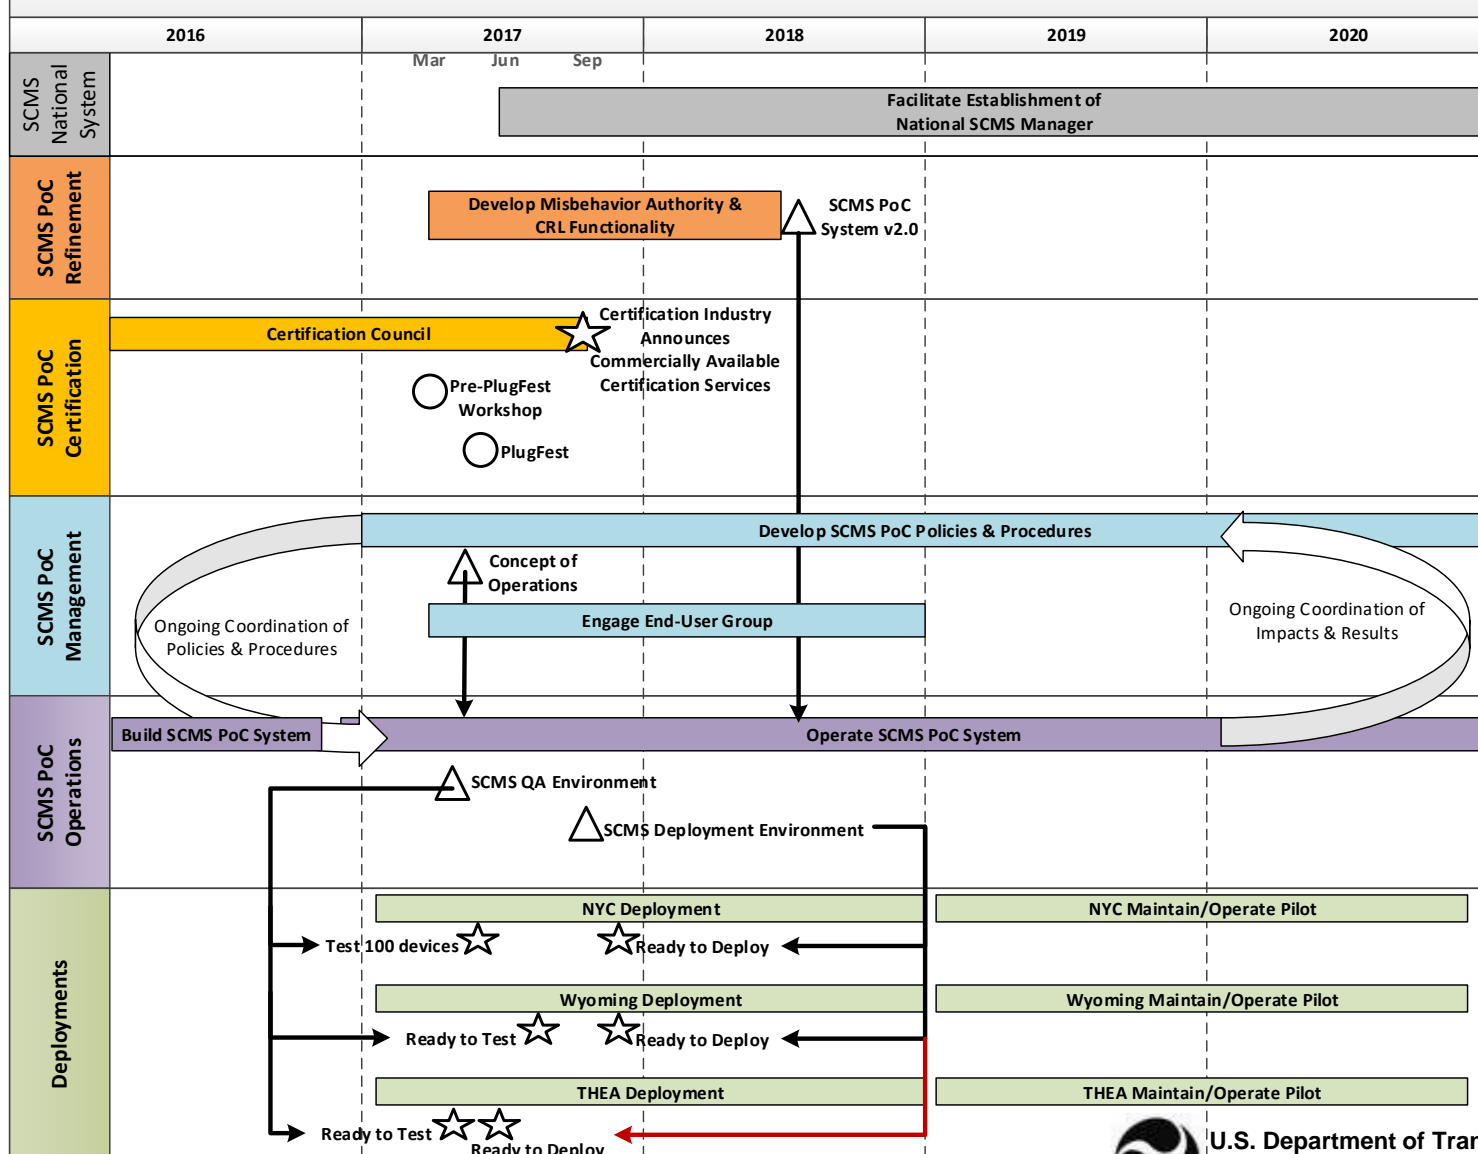 2016 2017 2018 2019 2020
Mar Jun Sep
SCMS
National
System
Facilitate Establishment of
National SCMS Manager
SCMS PoC
Refinement
Develop Misbehavior Authority &
CRL Functionality
SCMS PoC
System v2.0
SCMS PoC
Certification
Certification Council
Certification Industry
Announces
Commercially Available
Certification Services
Pre-PlugFest
Workshop
PlugFest
SCMS PoC
Management
Develop SCMS PoC Policies & Procedures
Concept of
Operations
Engage End-User Group
Ongoing Coordination of
Policies & Procedures
Ongoing Coordination of
Impacts & Results
SCMS PoC
Operations
Build SCMS PoC System
Operate SCMS PoC System
SCMS QA Environment
SCMS Deployment Environment
Deployments
NYC Deployment
NYC Maintain/Operate Pilot
Test 100 devices
Ready to Deploy
Wyoming Deployment
Wyoming Maintain/Operate Pilot
Ready to Test
Ready to Deploy
THEA Deployment
THEA Maintain/Operate Pilot
Ready to Test
Ready to Deploy
U.S. Department of Tran